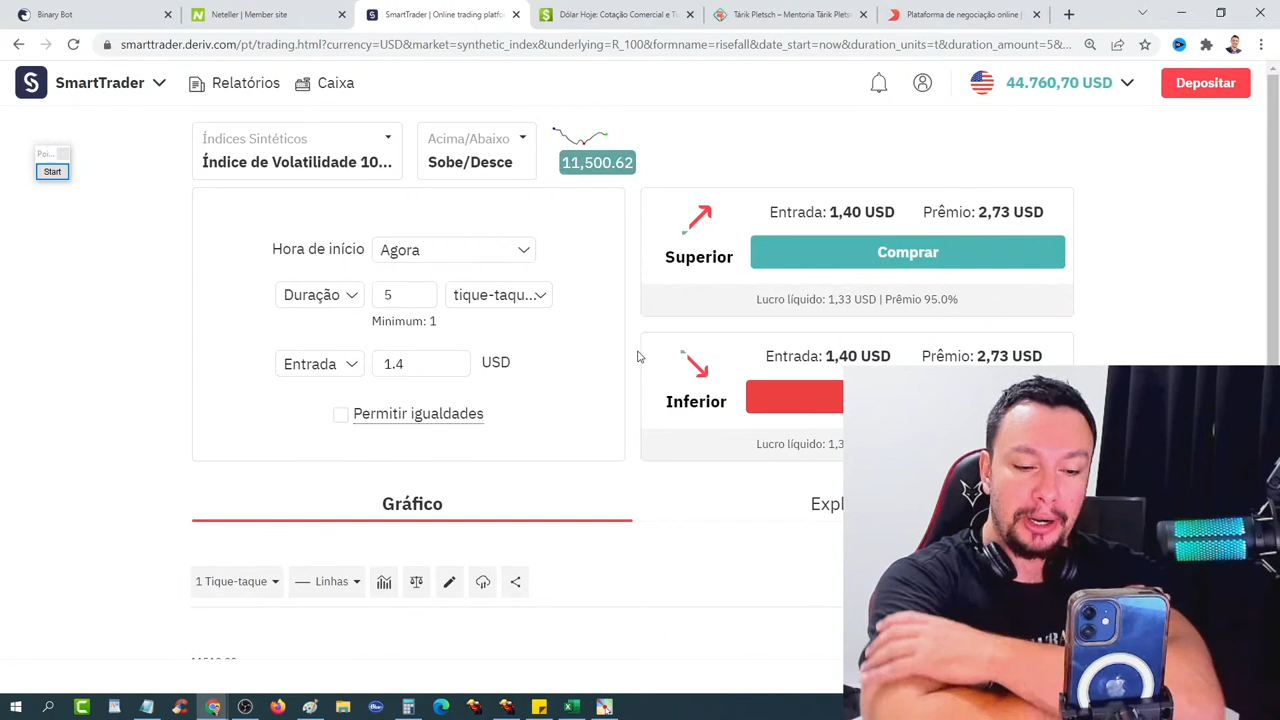 Binary Bot
Neteller | Member site
SmartTrader | Online trading platfo
Dólar Hoje: Cotação Comercial e Tu
Tárik Pletsch – Mentoria Tárik Pletsc
Plataforma de negociação online |
smarttrader.deriv.com/pt/trading.html?currency=USD&market=synthetic_index&underlying=R_100&formname=risefall&date_start=now&duration_units=t&duration_amount=5&...
SmartTrader
Relatórios
Caixa
44.760,70 USD
Depositar
Poi...
Start
Índices Sintéticos
Índice de Volatilidade 10...
Acima/Abaixo
Sobe/Desce
11,500.62
Hora de início
Agora
Duração
5
tique-taqu...
Minimum: 1
Entrada
1.4
USD
Permitir igualdades
Superior
Entrada: 1,40 USD
Prêmio: 2,73 USD
Comprar
Lucro líquido: 1,33 USD | Prêmio 95.0%
Inferior
Entrada: 1,40 USD
Prêmio: 2,73 USD
Lucro líquido: 1,3
Gráfico
Expl
1 Tique-taque
Linhas